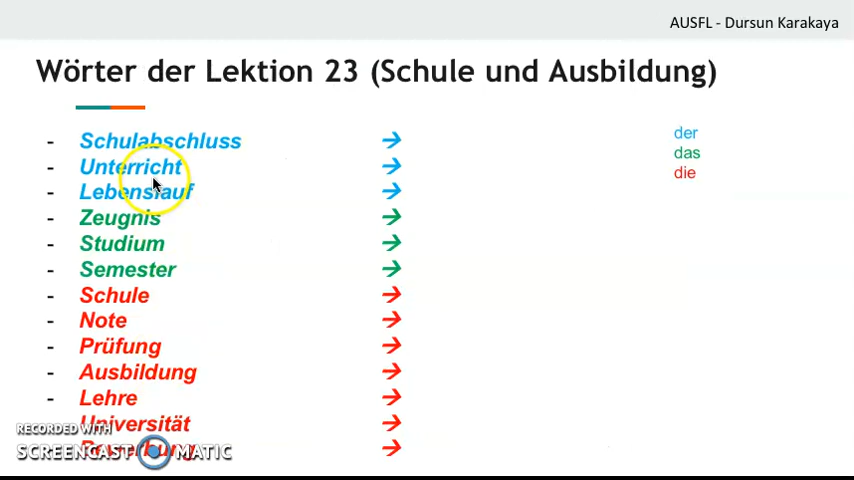 AUSFL - Dursun Karakaya
Wörter der Lektion 23 (Schule und Ausbildung)
- Schulabschluss →
- Unterricht →
- Lebenslauf →
- Zeugnis →
- Studium →
- Semester →
- Schule →
- Note →
- Prüfung →
- Ausbildung →
- Lehre →
- Universität →
- Bewerbung →
der
das
die
RECORDED WITH
SCREENCAST MATIC